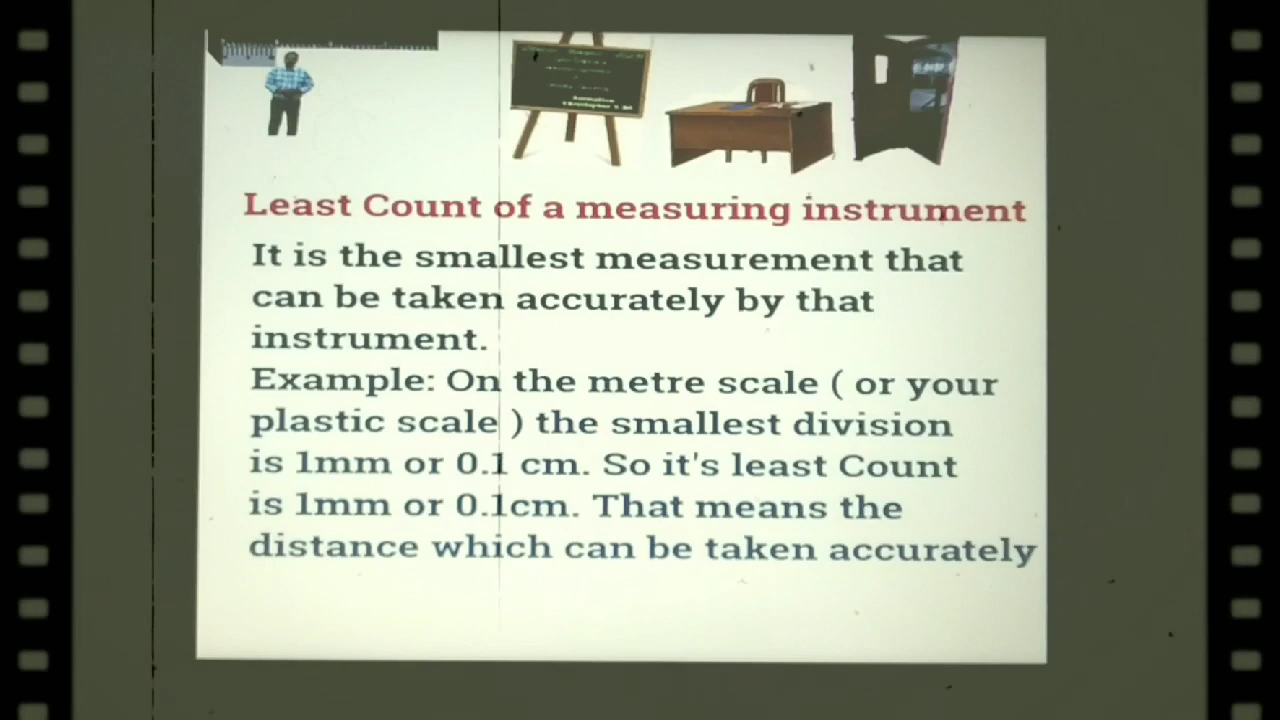 Least Count of a measuring instrument
It is the smallest measurement that
can be taken accurately by that
instrument.
Example: On the metre scale ( or your
plastic scale ) the smallest division
is 1mm or 0.1 cm. So it's least Count
is 1mm or 0.1cm. That means the
distance which can be taken accurately